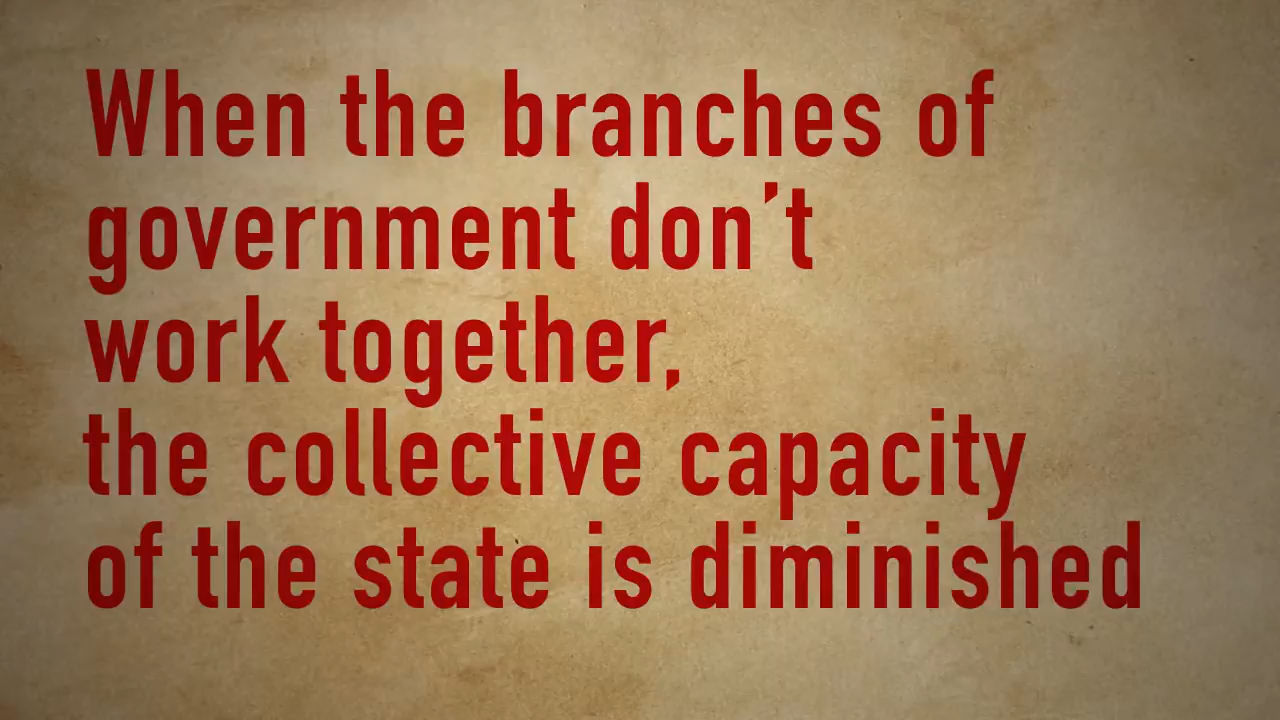 When the branches of
government don’t
work together,
the collective capacity
of the state is diminished